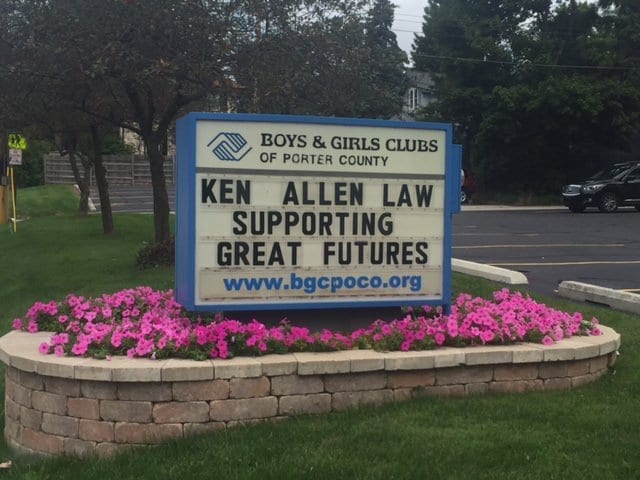 BOYS & GIRLS CLUBS
OF PORTER COUNTY
KEN ALLEN LAW
SUPPORTING
GREAT FUTURES
www.bgcpoco.org